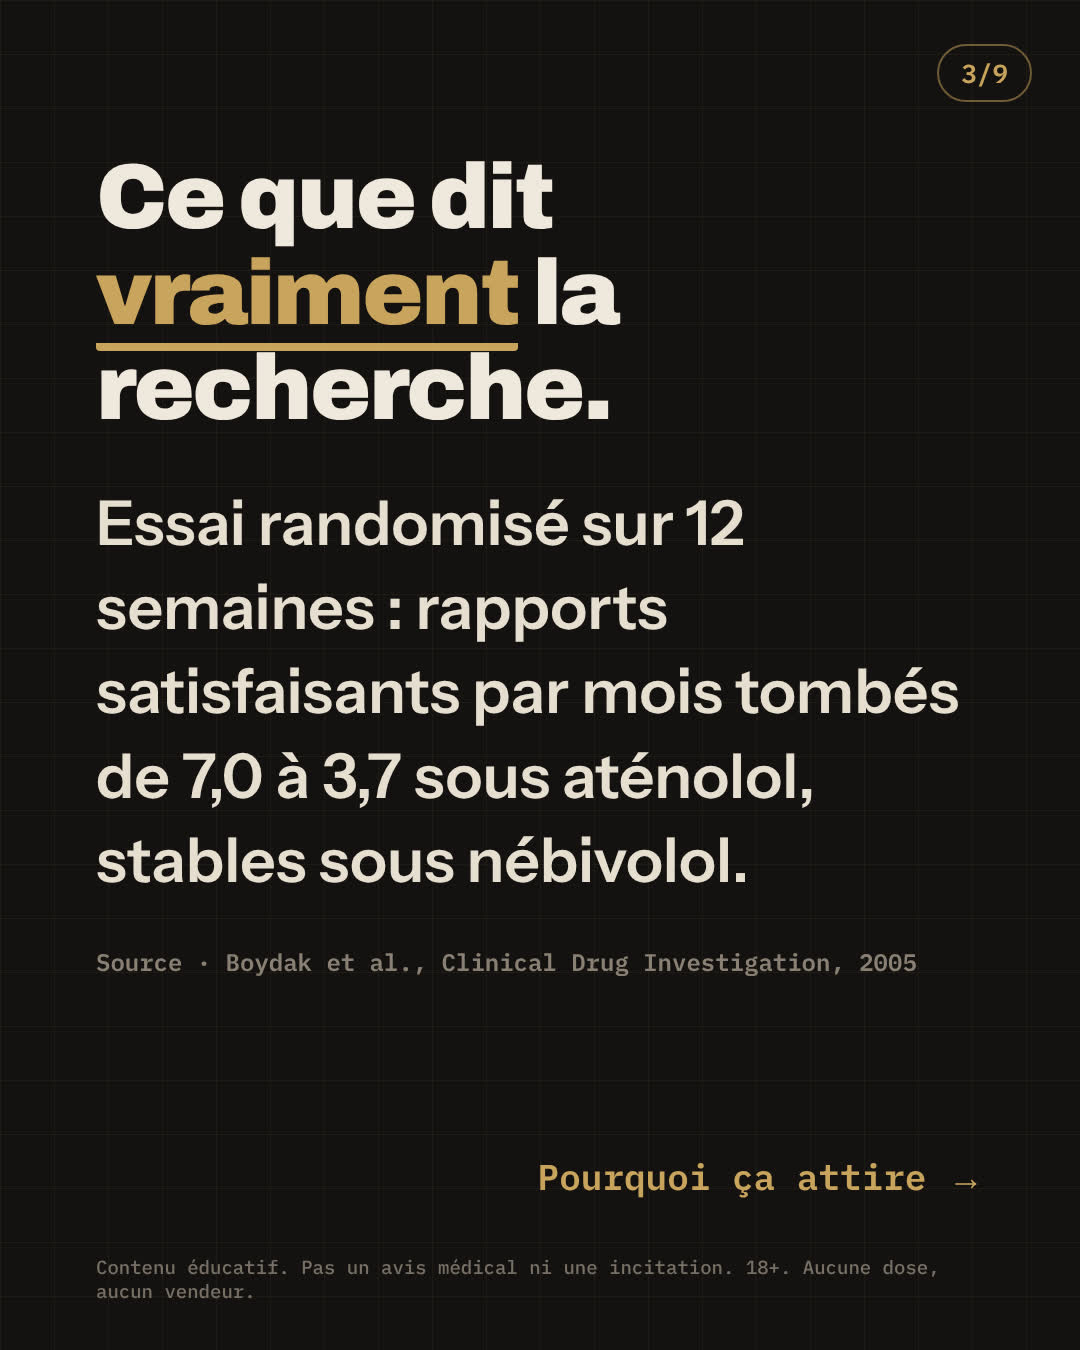 3/9
Ce que dit
vraiment la
recherche.
Essai randomisé sur 12
semaines : rapports
satisfaisants par mois tombés
de 7,0 à 3,7 sous aténolol,
stables sous nébivolol.
Source · Boydak et al., Clinical Drug Investigation, 2005
Pourquoi ça attire →
Contenu éducatif. Pas un avis médical ni une incitation. 18+. Aucune dose,
aucun vendeur.